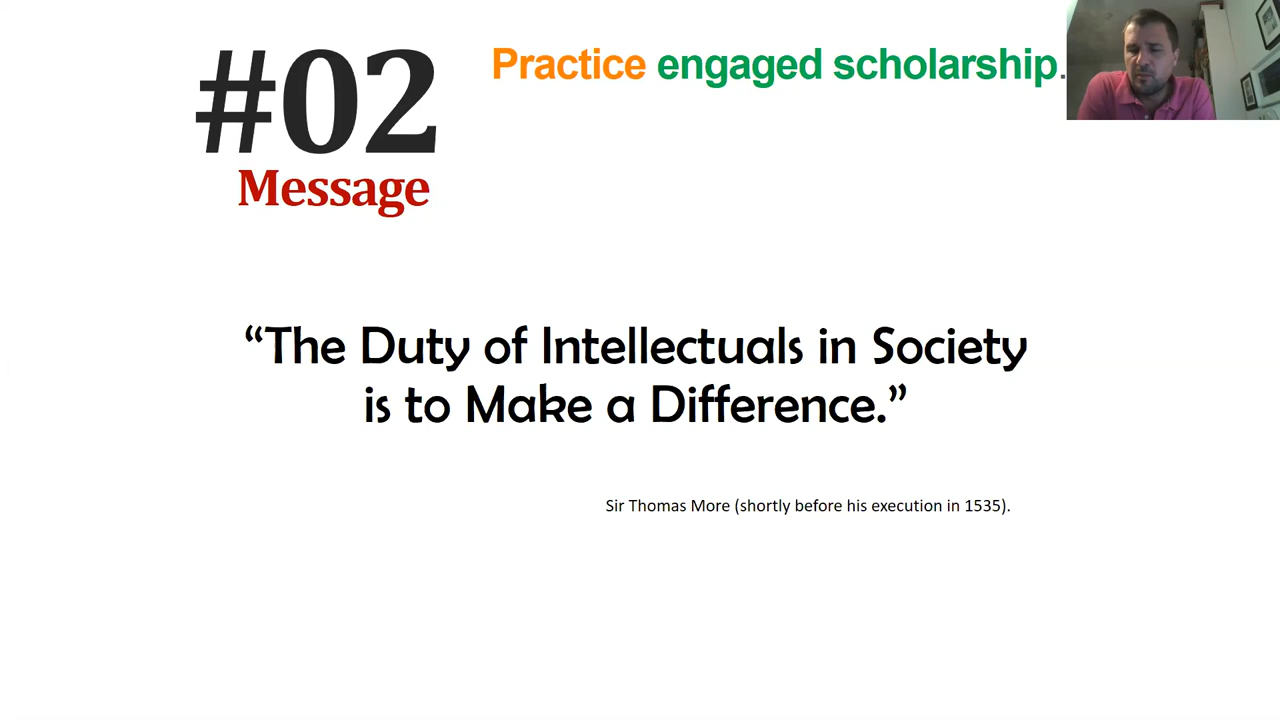 #02
Message
Practice engaged scholarship.
“The Duty of Intellectuals in Society
is to Make a Difference.”
Sir Thomas More (shortly before his execution in 1535).